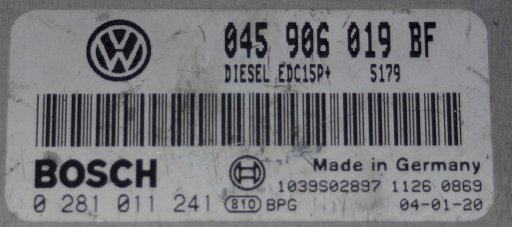 045 906 019 BF
DIESEL EDC15P+ 5179
BOSCH
Made in Germany
1039S02897 1126 0869
0 281 011 241 810 BPG 04-01-20